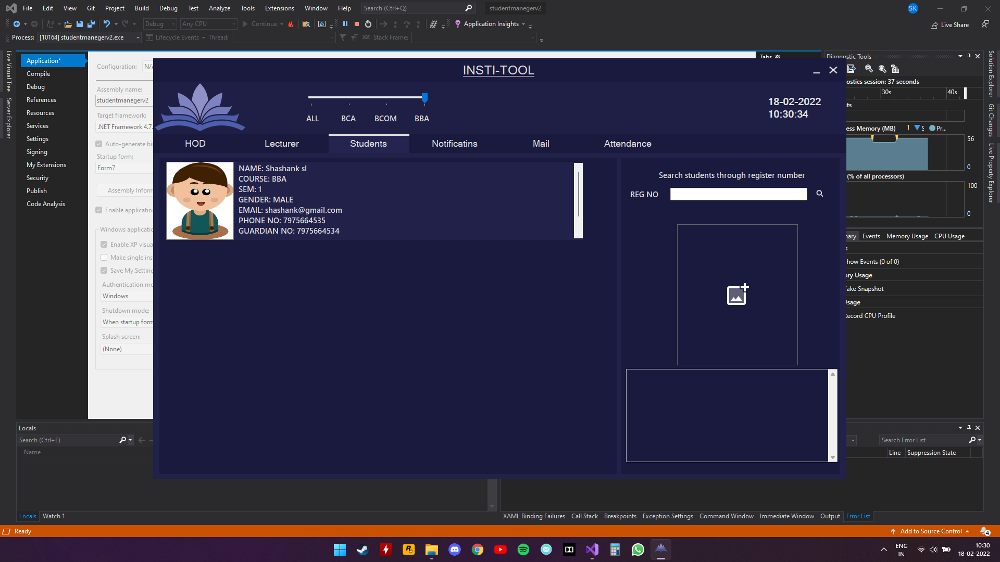 File Edit View Git Project Build Debug Test Analyze Tools Extensions Window Help Search (Ctrl+Q) studentmanegerv2 SK
Debug Any CPU Continue Application Insights Live Share
Process: [10164] studentmanegerv2.exe Lifecycle Events Thread: Stack Frame:
Live Visual Tree
Server Explorer
Application*
Compile
Debug
References
Resources
Services
Settings
Signing
My Extensions
Security
Publish
Code Analysis
Configuration: N/A
Assembly name:
studentmanegerv2
Target framework:
.NET Framework 4.7.
Auto-generate bin
Startup form:
Form7
Assembly Inform
Enable application
Windows applicatio
Enable XP visua
Make single inst
Save My.Setting
Authentication mo
Windows
Shutdown mode:
When startup form
Splash screen:
(None)
Tabs
INSTI-TOOL
ALL BCA BCOM BBA
18-02-2022
10:30:34
HOD Lecturer Students Notificatins Mail Attendance
NAME: Shashank sl
COURSE: BBA
SEM: 1
GENDER: MALE
EMAIL: shashank@gmail.com
PHONE NO: 7975664535
GUARDIAN NO: 7975664534
Search students through register number
REG NO
Diagnostic Tools
ostics session: 37 seconds
30s 40s
ts
ess Memory (MB) S Pr...
56
0
(% of all processors)
100
0
nary Events Memory Usage CPU Usage
s
how Events (0 of 0)
ory Usage
ake Snapshot
Usage
ecord CPU Profile
Solution Explorer
Git Changes
Live Property Explorer
Locals
Search (Ctrl+E)
Name
Locals Watch 1
Search Error List
Line Suppression State
XAML Binding Failures Call Stack Breakpoints Exception Settings Command Window Immediate Window Output Error List
Ready
Add to Source Control 4
ENG
IN
10:30
18-02-2022